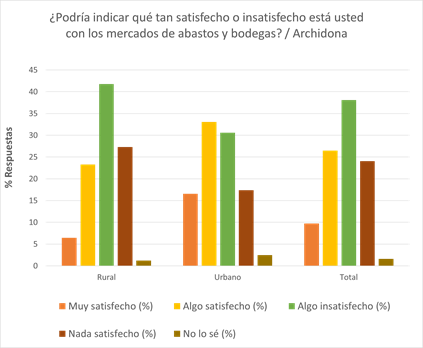 ¿Podría indicar qué tan satisfecho o insatisfecho está usted
con los mercados de abastos y bodegas? / Archidona
% Respuestas
45
40
35
30
25
20
15
10
5
0
Rural Urbano Total
Muy satisfecho (%) Algo satisfecho (%) Algo insatisfecho (%)
Nada satisfecho (%) No lo sé (%)